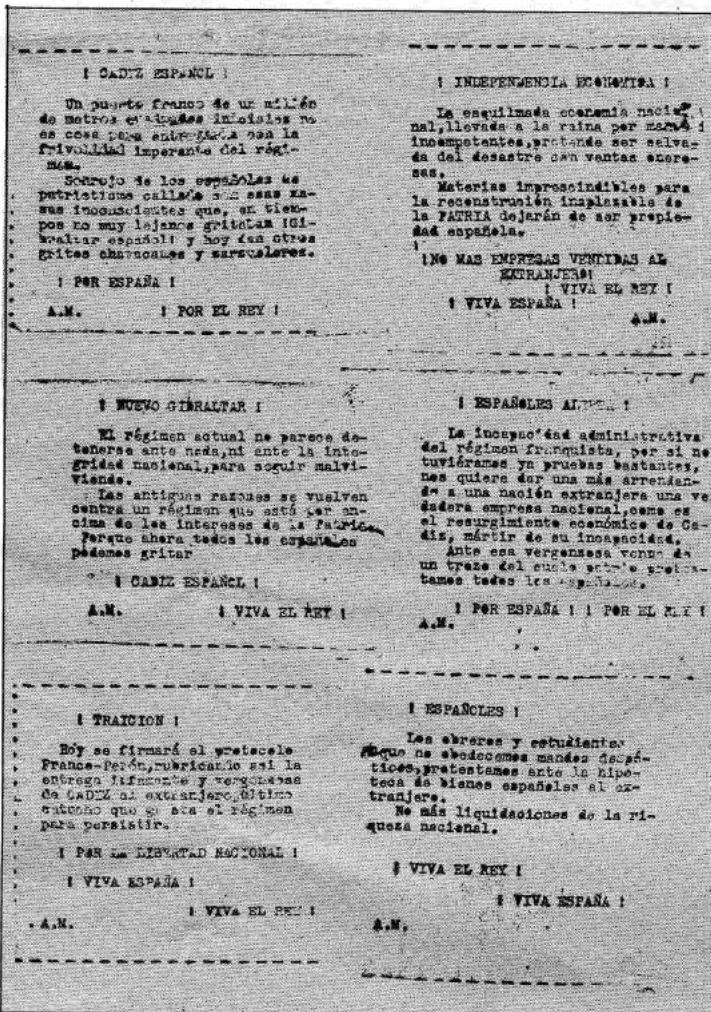 ! CADIZ ESPAÑOL !
Un puerto franco de un millón
de metros cuadrados iniciales no
es cosa para entregarla con la
frivolidad imperante del régi-
men.
Sonrojo de los españoles de
patriotismo callado son esas ma-
sas inconscientes que, en tiem-
pos no muy lejanos gritaban ¡Gi-
braltar español! y hoy dan otros
gritos chavacanes y zarzueleros.
! POR ESPAÑA !
A.M. ! POR EL REY !
! INDEPENDENCIA ECONOMICA !
La esquilmada economia nacio-
nal,llevada a la ruina por manos
incompetentes,pretende ser salva-
da del desastre con ventas onero-
sas.
Materias imprescindibles para
la reconstrucción inaplazable de
la PATRIA dejarán de ser propie-
dad española.
!
!NO MAS EMPRESAS VENDIDAS AL
EXTRANJERO!
! VIVA EL REY !
! VIVA ESPAÑA !
A.M.
! NUEVO GIBRALTAR !
El régimen actual no parece de-
tenerse ante nada,ni ante la inte-
gridad nacional,para seguir malvi-
viendo.
Las antiguas razones se vuelven
contra un régimen que está por en-
cima de los intereses de la Patria.
Porque ahora todos los españoles
podemos gritar
! CADIZ ESPAÑOL !
A.M. ! VIVA EL REY !
! ESPAÑOLES !
La incapacidad administrativa
del régimen franquista, por si no
tuviéramos ya pruebas bastantes,
nos quiere dar una más arrendan-
do a una nación extranjera una ve
dadera empresa nacional,como es
el resurgimiento económico de Ca-
diz, mártir de su incapacidad.
Ante esa vergonzosa venta de
un trozo del suelo patrio protes-
tamos todos los españoles.
! POR ESPAÑA ! ! POR EL REY !
A.M.
! TRAICION !
Hoy se firmará el protocolo
Franco-Perón,rubricando asi la
entrega infamante y vergonzosa
de CADIZ al extranjero,último
que el régimen
para persistir.
! POR LA LIBERTAD NACIONAL !
! VIVA ESPAÑA !
! VIVA EL REY !
A.M.
! ESPAÑOLES !
Los obreros y estudiantes
que no obedecemos mandos despó-
ticos,protestamos ante la hipo-
teca de bienes españoles al ex-
tranjero.
No más liquidaciones de la ri-
queza nacional.
! VIVA EL REY !
! VIVA ESPAÑA !
A.M.